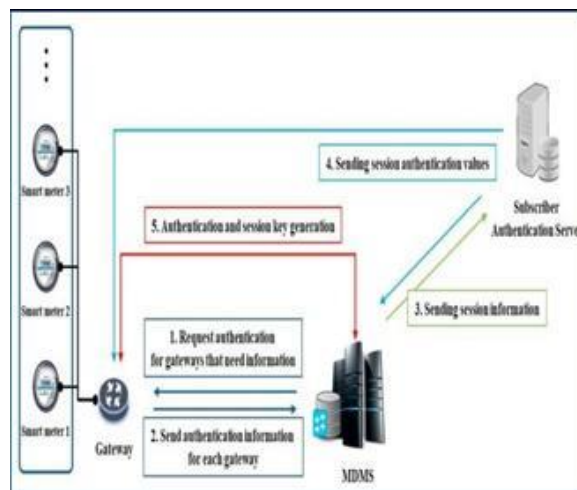 4. Sending session authentication values
Smart meter 3
Subscriber
Authentication Serve
5. Authentication and session key generation
3. Sending session information
Smart meter 2
1. Request authentication
for gateways that need information
Smart meter 1
Gateway
2. Send authentication information
for each gateway
MDMS